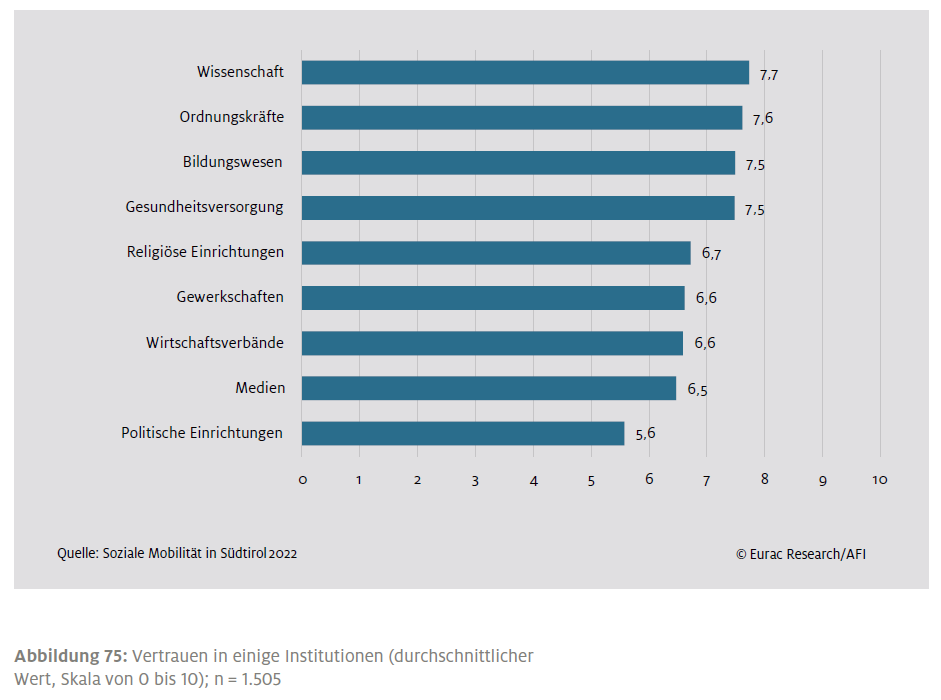 Wissenschaft 7,7
Ordnungskräfte 7,6
Bildungswesen 7,5
Gesundheitsversorgung 7,5
Religiöse Einrichtungen 6,7
Gewerkschaften 6,6
Wirtschaftsverbände 6,6
Medien 6,5
Politische Einrichtungen 5,6
0 1 2 3 4 5 6 7 8 9 10
Quelle: Soziale Mobilität in Südtirol 2022 © Eurac Research/AFI
Abbildung 75: Vertrauen in einige Institutionen (durchschnittlicher
Wert, Skala von 0 bis 10); n = 1.505